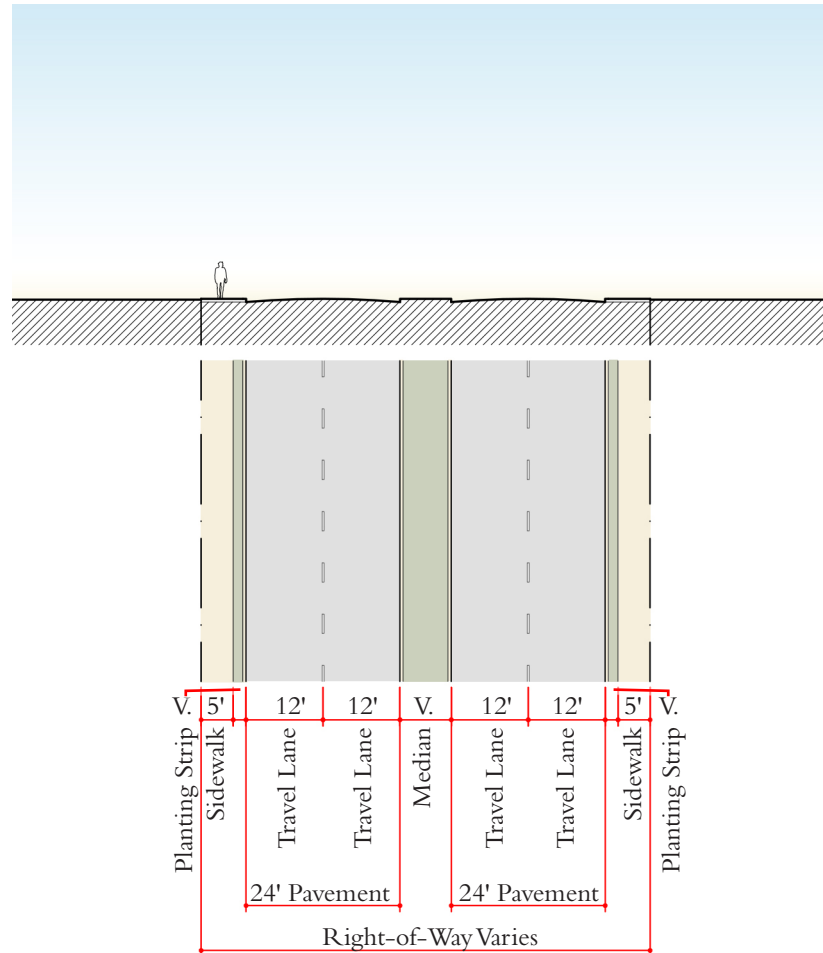 V. 5' 12' 12' V. 12' 12' 5' V.
Planting Strip
Sidewalk
Travel Lane
Travel Lane
Median
Travel Lane
Travel Lane
Sidewalk
Planting Strip
24' Pavement 24' Pavement
Right-of-Way Varies